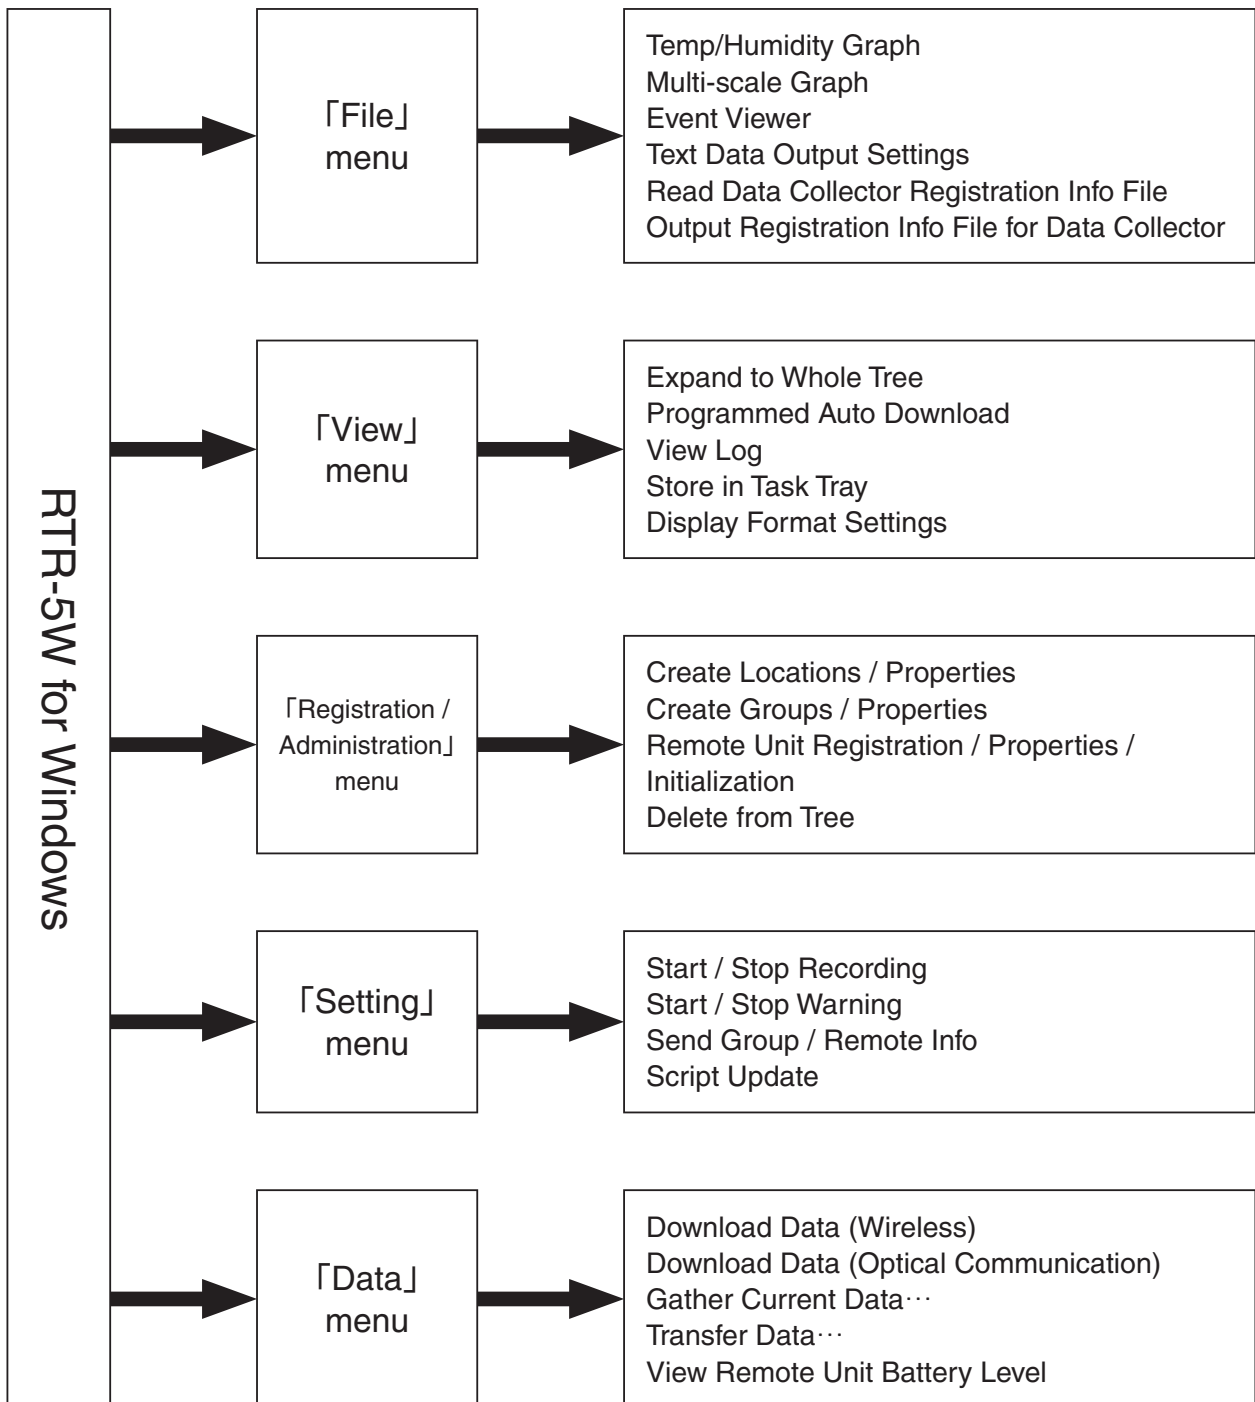 RTR-5W for Windows
「File」
menu
Temp/Humidity Graph
Multi-scale Graph
Event Viewer
Text Data Output Settings
Read Data Collector Registration Info File
Output Registration Info File for Data Collector
「View」
menu
Expand to Whole Tree
Programmed Auto Download
View Log
Store in Task Tray
Display Format Settings
「Registration /
Administration」
menu
Create Locations / Properties
Create Groups / Properties
Remote Unit Registration / Properties /
Initialization
Delete from Tree
「Setting」
menu
Start / Stop Recording
Start / Stop Warning
Send Group / Remote Info
Script Update
「Data」
menu
Download Data (Wireless)
Download Data (Optical Communication)
Gather Current Data…
Transfer Data…
View Remote Unit Battery Level